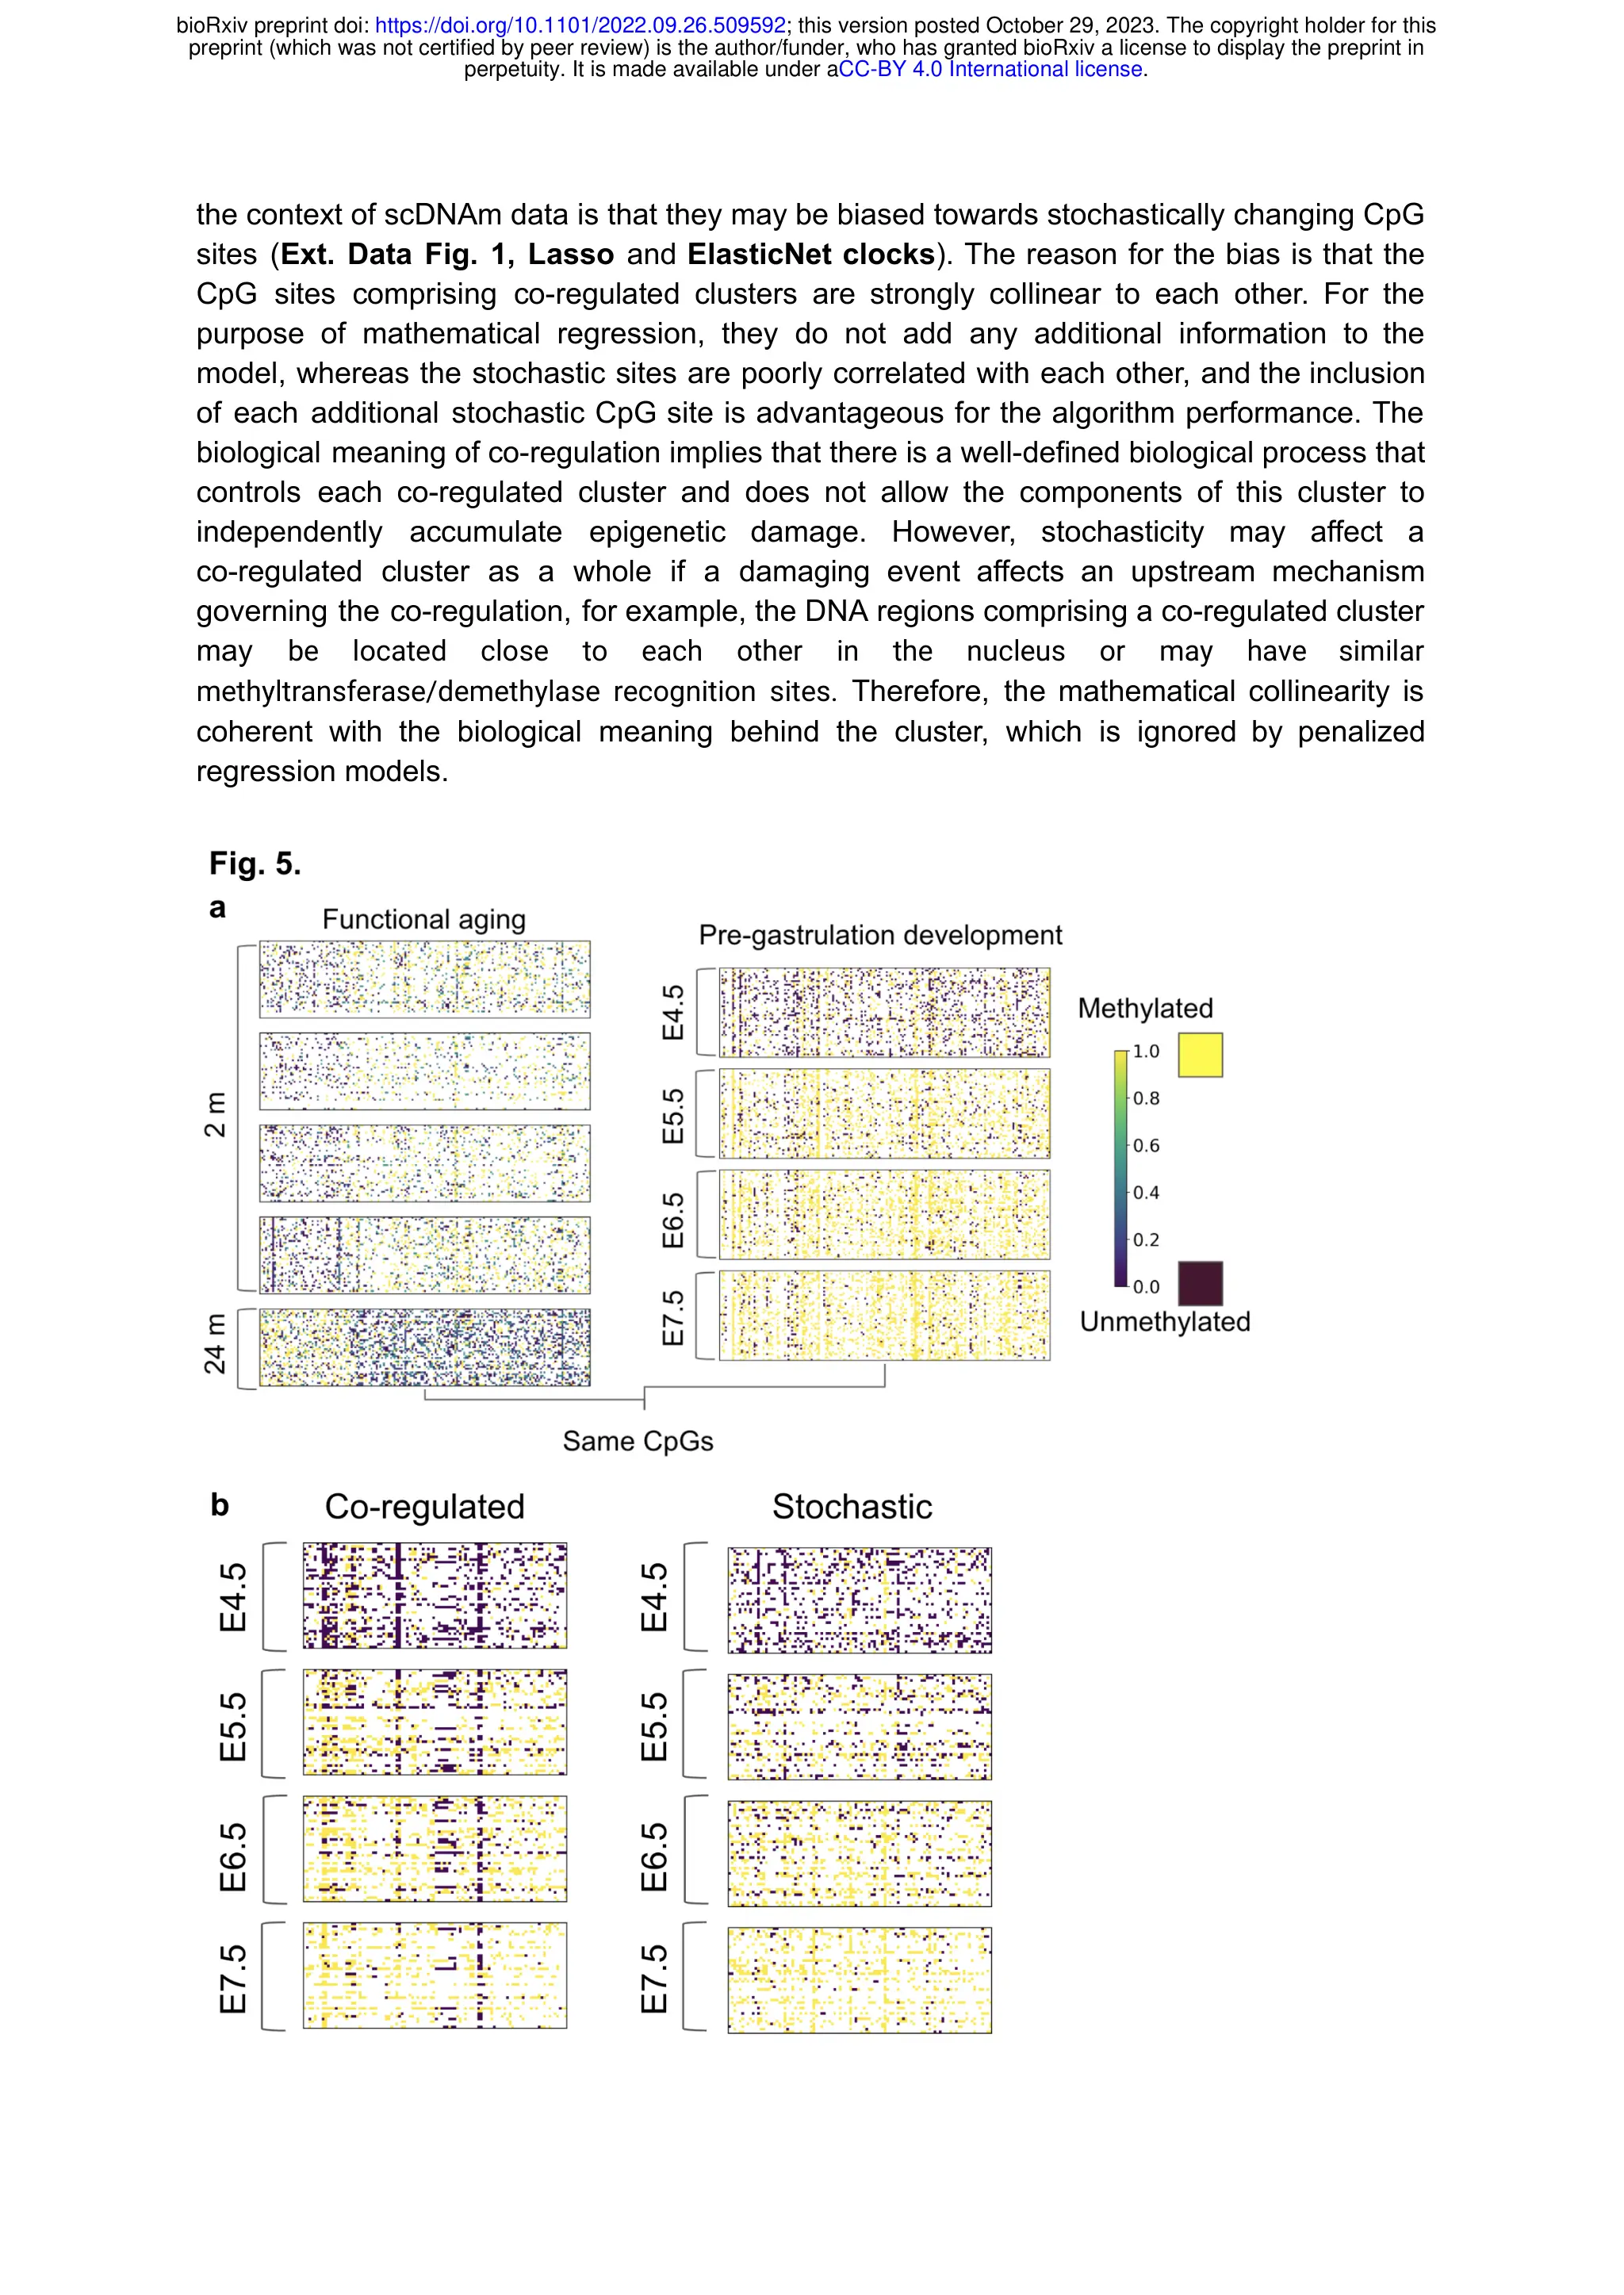 bioRxiv preprint doi: https://doi.org/10.1101/2022.09.26.509592; this version posted October 29, 2023. The copyright holder for this
preprint (which was not certified by peer review) is the author/funder, who has granted bioRxiv a license to display the preprint in
perpetuity. It is made available under aCC-BY 4.0 International license.
the context of scDNAm data is that they may be biased towards stochastically changing CpG
sites (Ext. Data Fig. 1, Lasso and ElasticNet clocks). The reason for the bias is that the
CpG sites comprising co-regulated clusters are strongly collinear to each other. For the
purpose of mathematical regression, they do not add any additional information to the
model, whereas the stochastic sites are poorly correlated with each other, and the inclusion
of each additional stochastic CpG site is advantageous for the algorithm performance. The
biological meaning of co-regulation implies that there is a well-defined biological process that
controls each co-regulated cluster and does not allow the components of this cluster to
independently accumulate epigenetic damage. However, stochasticity may affect a
co-regulated cluster as a whole if a damaging event affects an upstream mechanism
governing the co-regulation, for example, the DNA regions comprising a co-regulated cluster
may be located close to each other in the nucleus or may have similar
methyltransferase/demethylase recognition sites. Therefore, the mathematical collinearity is
coherent with the biological meaning behind the cluster, which is ignored by penalized
regression models.
Fig. 5.
a
Functional aging
2 m
24 m
Pre-gastrulation development
E4.5
E5.5
E6.5
E7.5
Methylated
1.0
0.8
0.6
0.4
0.2
0.0
Unmethylated
Same CpGs
b
Co-regulated
E4.5
E5.5
E6.5
E7.5
Stochastic
E4.5
E5.5
E6.5
E7.5